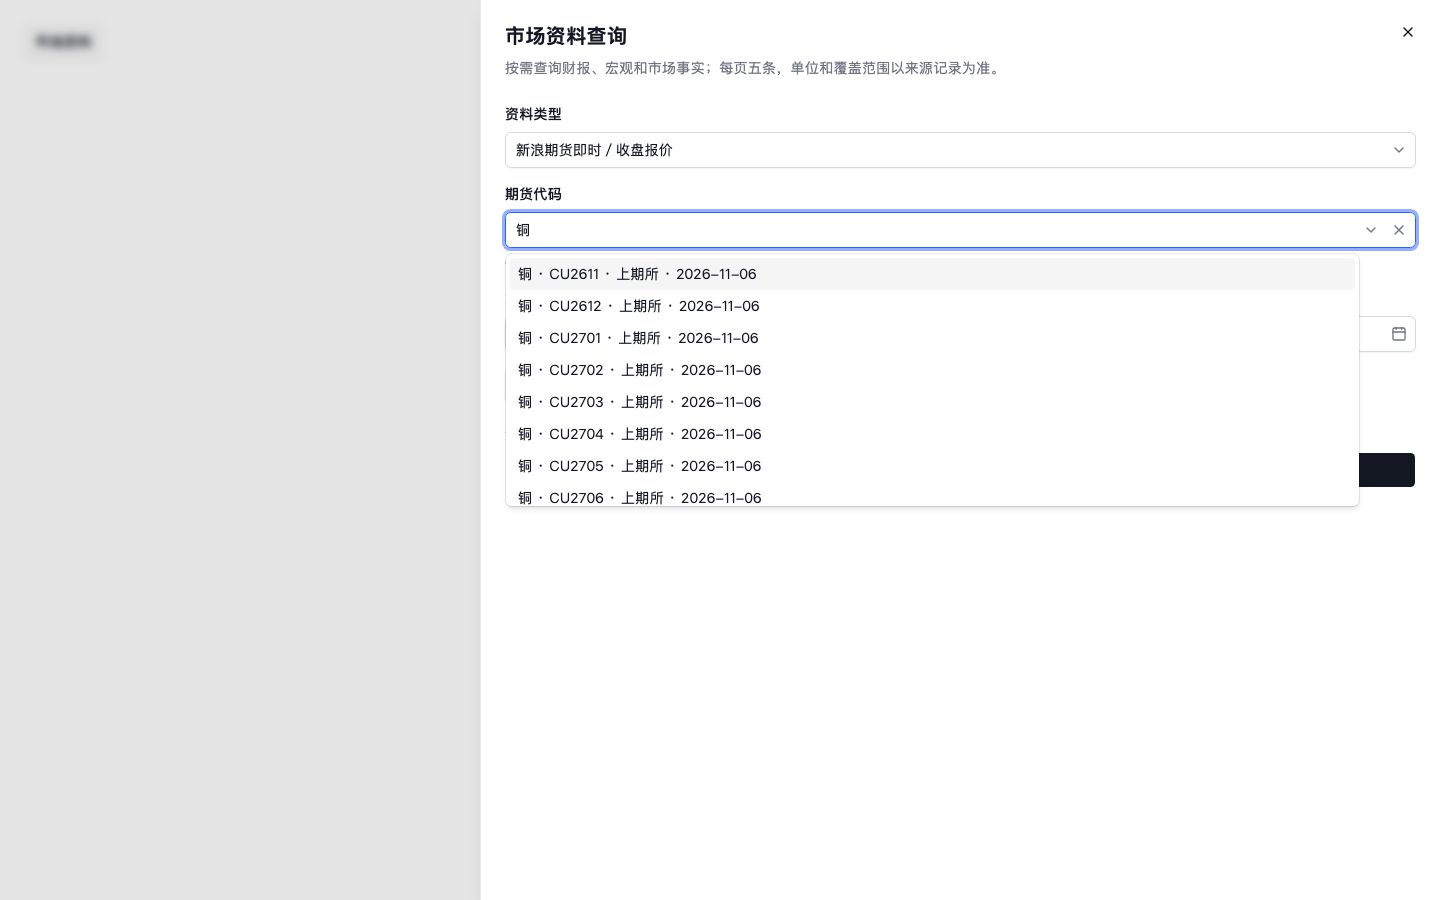 市场资料查询
按需查询财报、宏观和市场事实；每页五条，单位和覆盖范围以来源记录为准。
资料类型
新浪期货即时 / 收盘报价
期货代码
铜
铜 · CU2611 · 上期所 · 2026-11-06
铜 · CU2612 · 上期所 · 2026-11-06
铜 · CU2701 · 上期所 · 2026-11-06
铜 · CU2702 · 上期所 · 2026-11-06
铜 · CU2703 · 上期所 · 2026-11-06
铜 · CU2704 · 上期所 · 2026-11-06
铜 · CU2705 · 上期所 · 2026-11-06
铜 · CU2706 · 上期所 · 2026-11-06